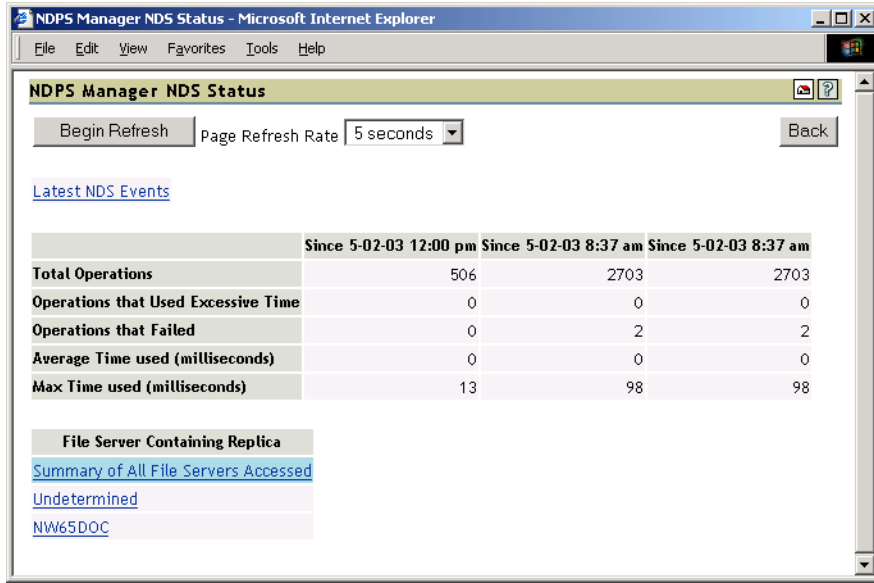 NDPS Manager NDS Status - Microsoft Internet Explorer
File Edit View Favorites Tools Help
NDPS Manager NDS Status
?
Begin Refresh Page Refresh Rate 5 seconds Back
Latest NDS Events
Since 5-02-03 12:00 pm Since 5-02-03 8:37 am Since 5-02-03 8:37 am
Total Operations 506 2703 2703
Operations that Used Excessive Time 0 0 0
Operations that Failed 0 2 2
Average Time used (milliseconds) 0 0 0
Max Time used (milliseconds) 13 98 98
File Server Containing Replica
Summary of All File Servers Accessed
Undetermined
NW65DOC